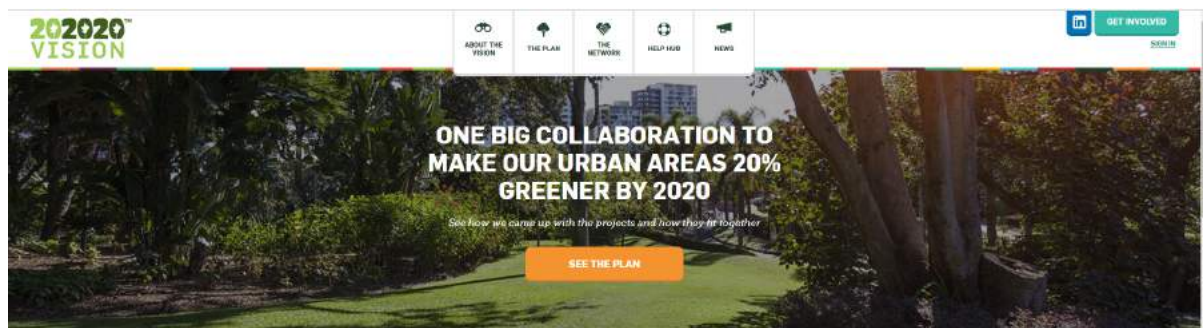 202020™
VISION
ABOUT THE
VISION
THE PLAN
THE
NETWORK
HELP HUB
NEWS
in
GET INVOLVED
SIGN IN
ONE BIG COLLABORATION TO
MAKE OUR URBAN AREAS 20%
GREENER BY 2020
See how we came up with the projects and how they fit together
SEE THE PLAN